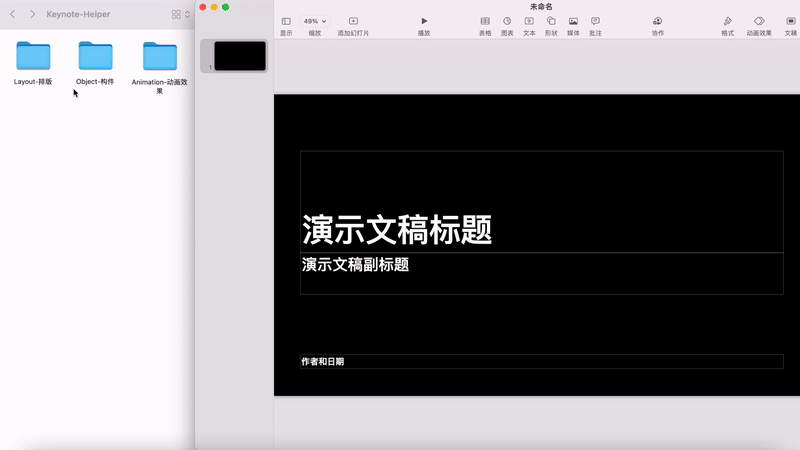 Keynote-Helper
Layout-排版
Object-构件
Animation-动画效果
未命名
49%
显示
缩放
添加幻灯片
播放
表格
图表
文本
形状
媒体
批注
协作
格式
动画效果
文稿
1
演示文稿标题
演示文稿副标题
作者和日期